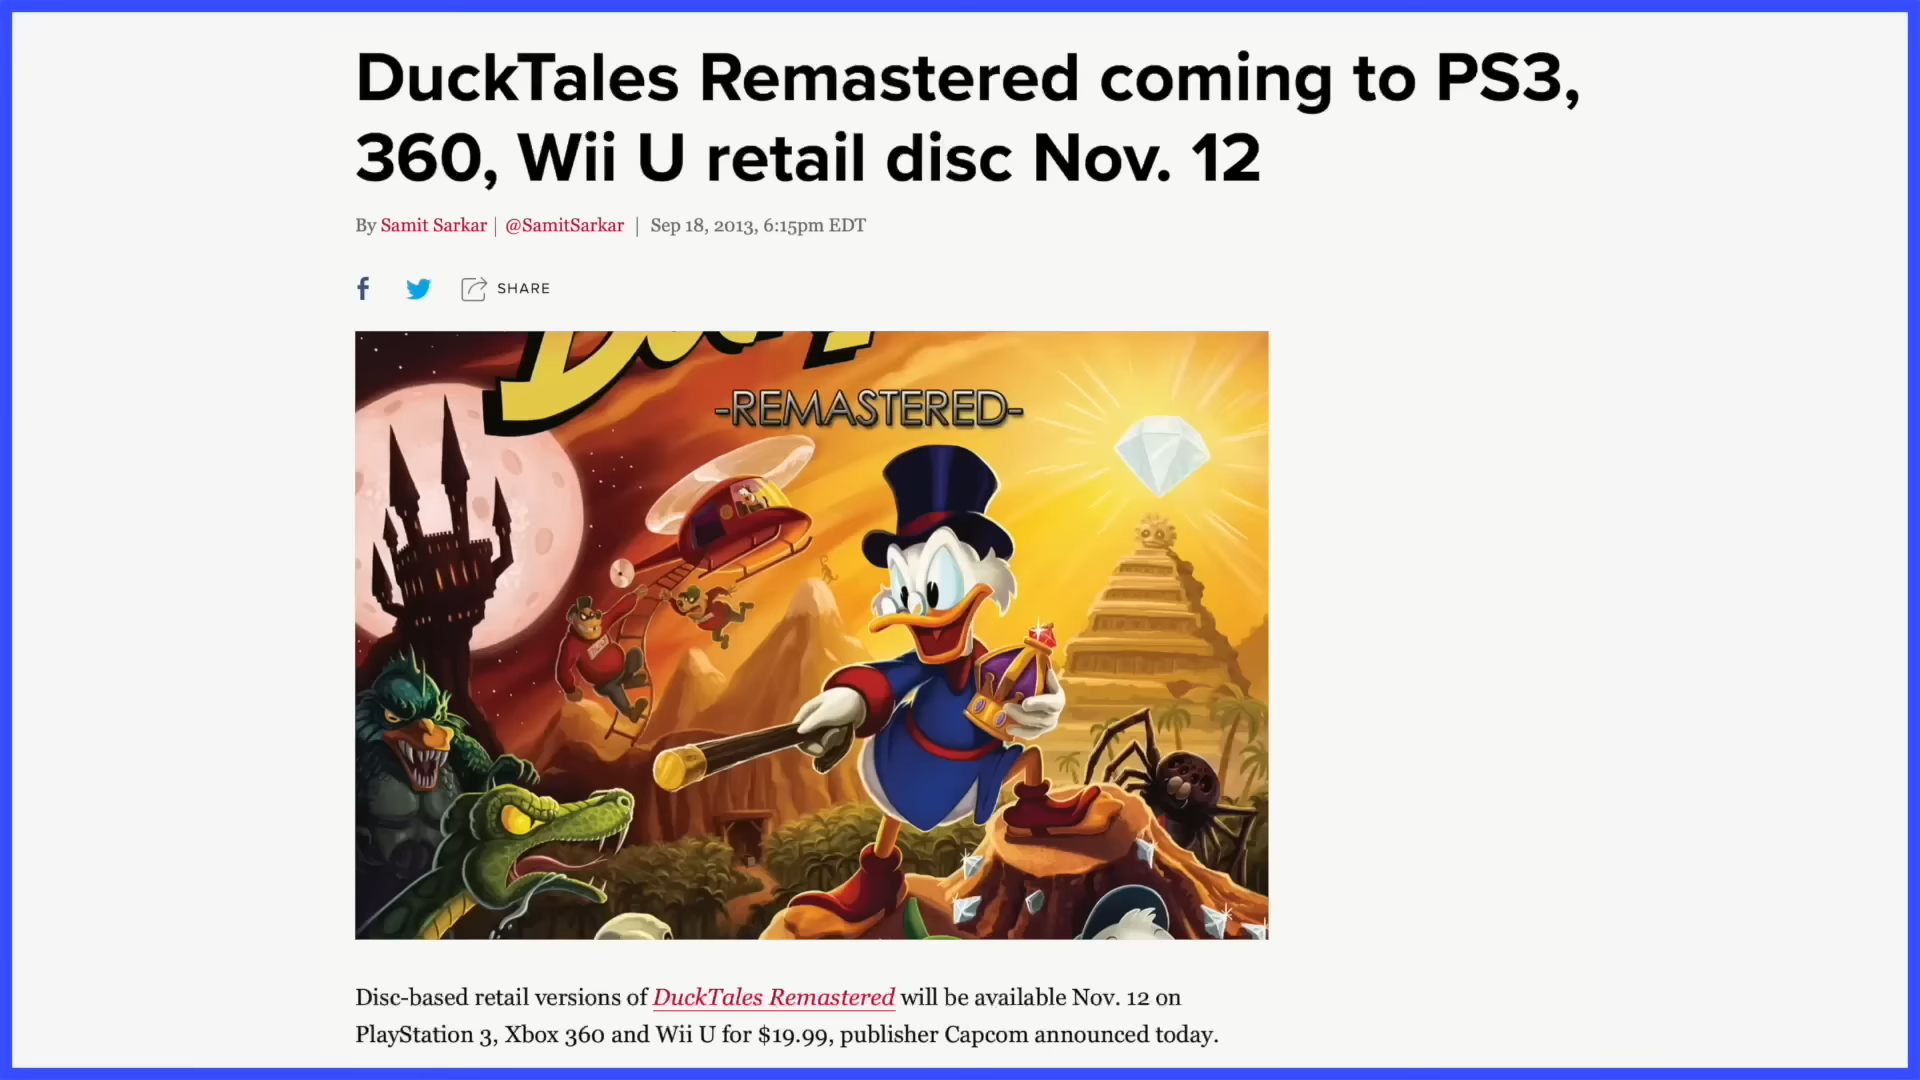 DuckTales Remastered coming to PS3,
360, Wii U retail disc Nov. 12
By Samit Sarkar | @SamitSarkar | Sep 18, 2013, 6:15pm EDT
SHARE
-REMASTERED-
Disc-based retail versions of DuckTales Remastered will be available Nov. 12 on
PlayStation 3, Xbox 360 and Wii U for $19.99, publisher Capcom announced today.